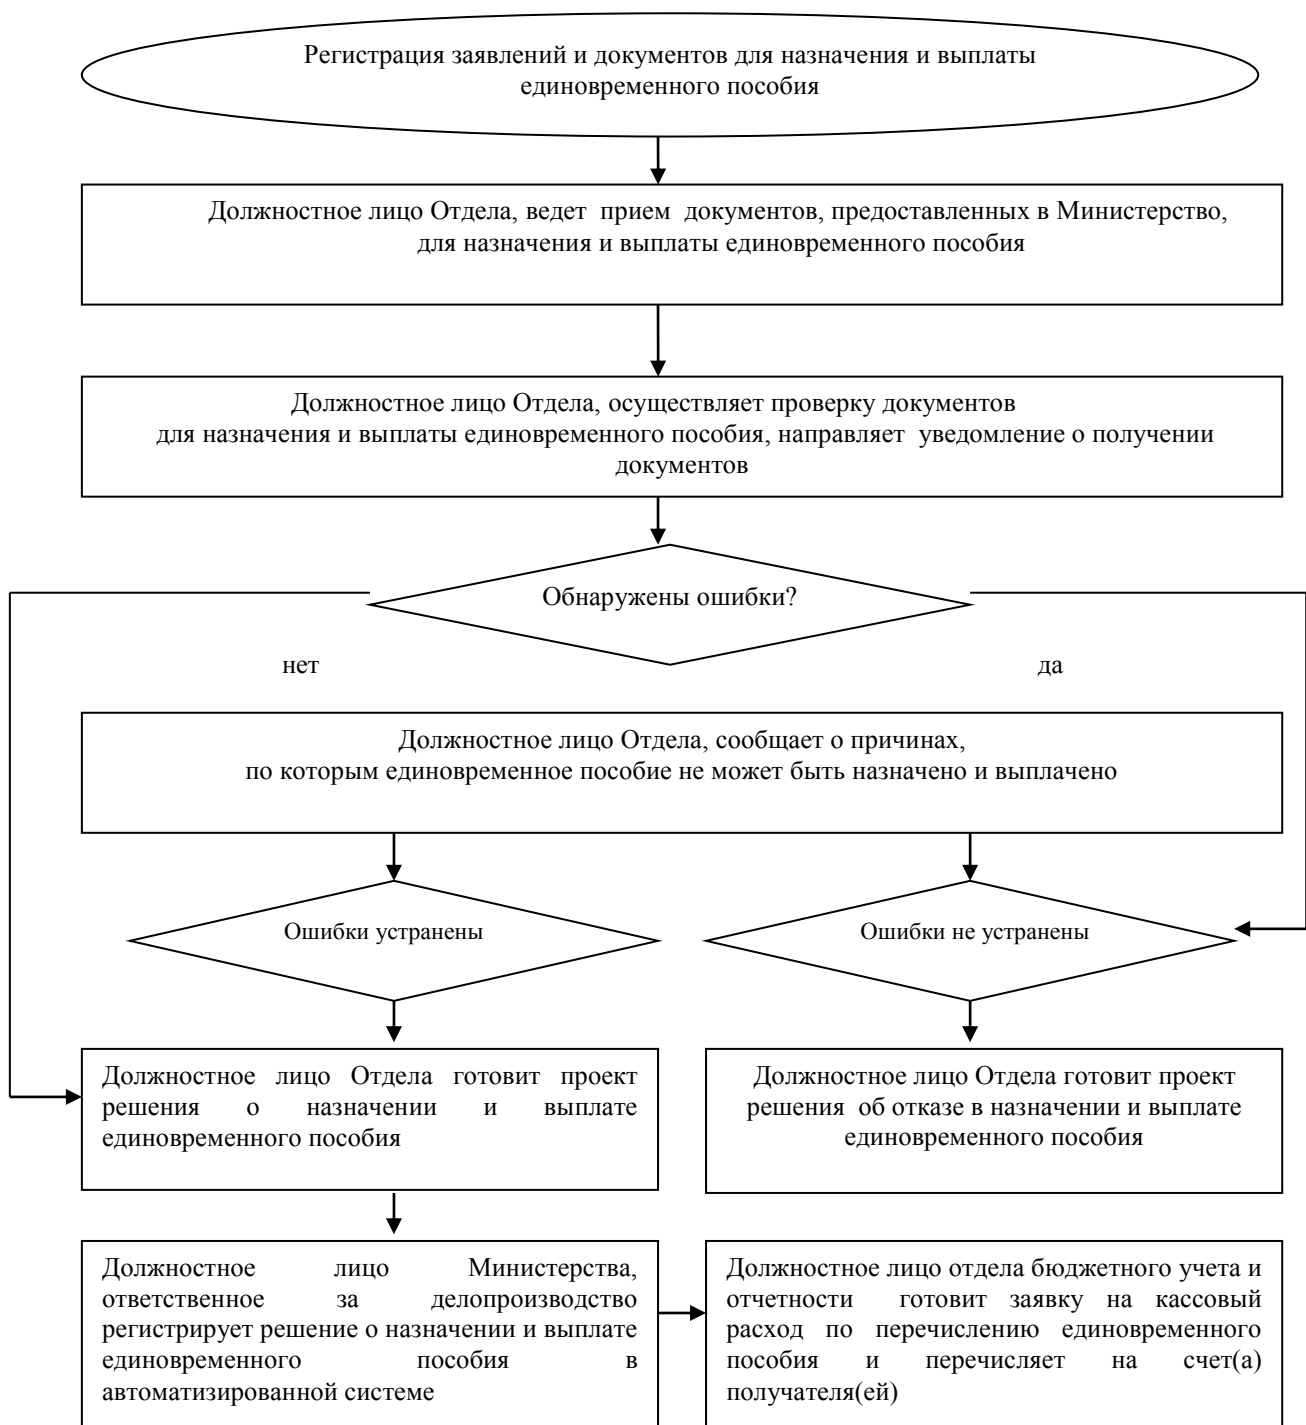 Регистрация заявлений и документов для назначения и выплаты
единовременного пособия
Должностное лицо Отдела, ведет прием документов, предоставленных в Министерство,
для назначения и выплаты единовременного пособия
Должностное лицо Отдела, осуществляет проверку документов
для назначения и выплаты единовременного пособия, направляет уведомление о получении
документов
Обнаружены ошибки?
нет
да
Должностное лицо Отдела, сообщает о причинах,
по которым единовременное пособие не может быть назначено и выплачено
Ошибки устранены
Ошибки не устранены
Должностное лицо Отдела готовит проект
решения о назначении и выплате
единовременного пособия
Должностное лицо Отдела готовит проект
решения об отказе в назначении и выплате
единовременного пособия
Должностное лицо Министерства,
ответственное за делопроизводство
регистрирует решение о назначении и выплате
единовременного пособия в
автоматизированной системе
Должностное лицо отдела бюджетного учета и
отчетности готовит заявку на кассовый
расход по перечислению единовременного
пособия и перечисляет на счет(а)
получателя(ей)